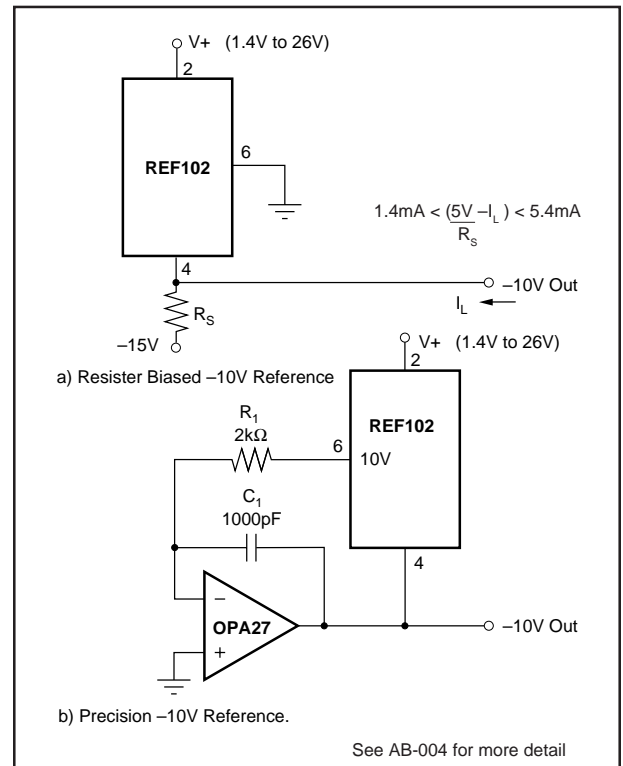 V+ (1.4V to 26V)
2
6
REF102
1.4mA < (5V –I_L) < 5.4mA
R_S
4
–10V Out
I_L
R_S
–15V
V+ (1.4V to 26V)
2
a) Resister Biased –10V Reference
R_1
2kΩ
REF102
6
10V
C_1
1000pF
4
–
OPA27
–10V Out
+
b) Precision –10V Reference.
See AB-004 for more detail